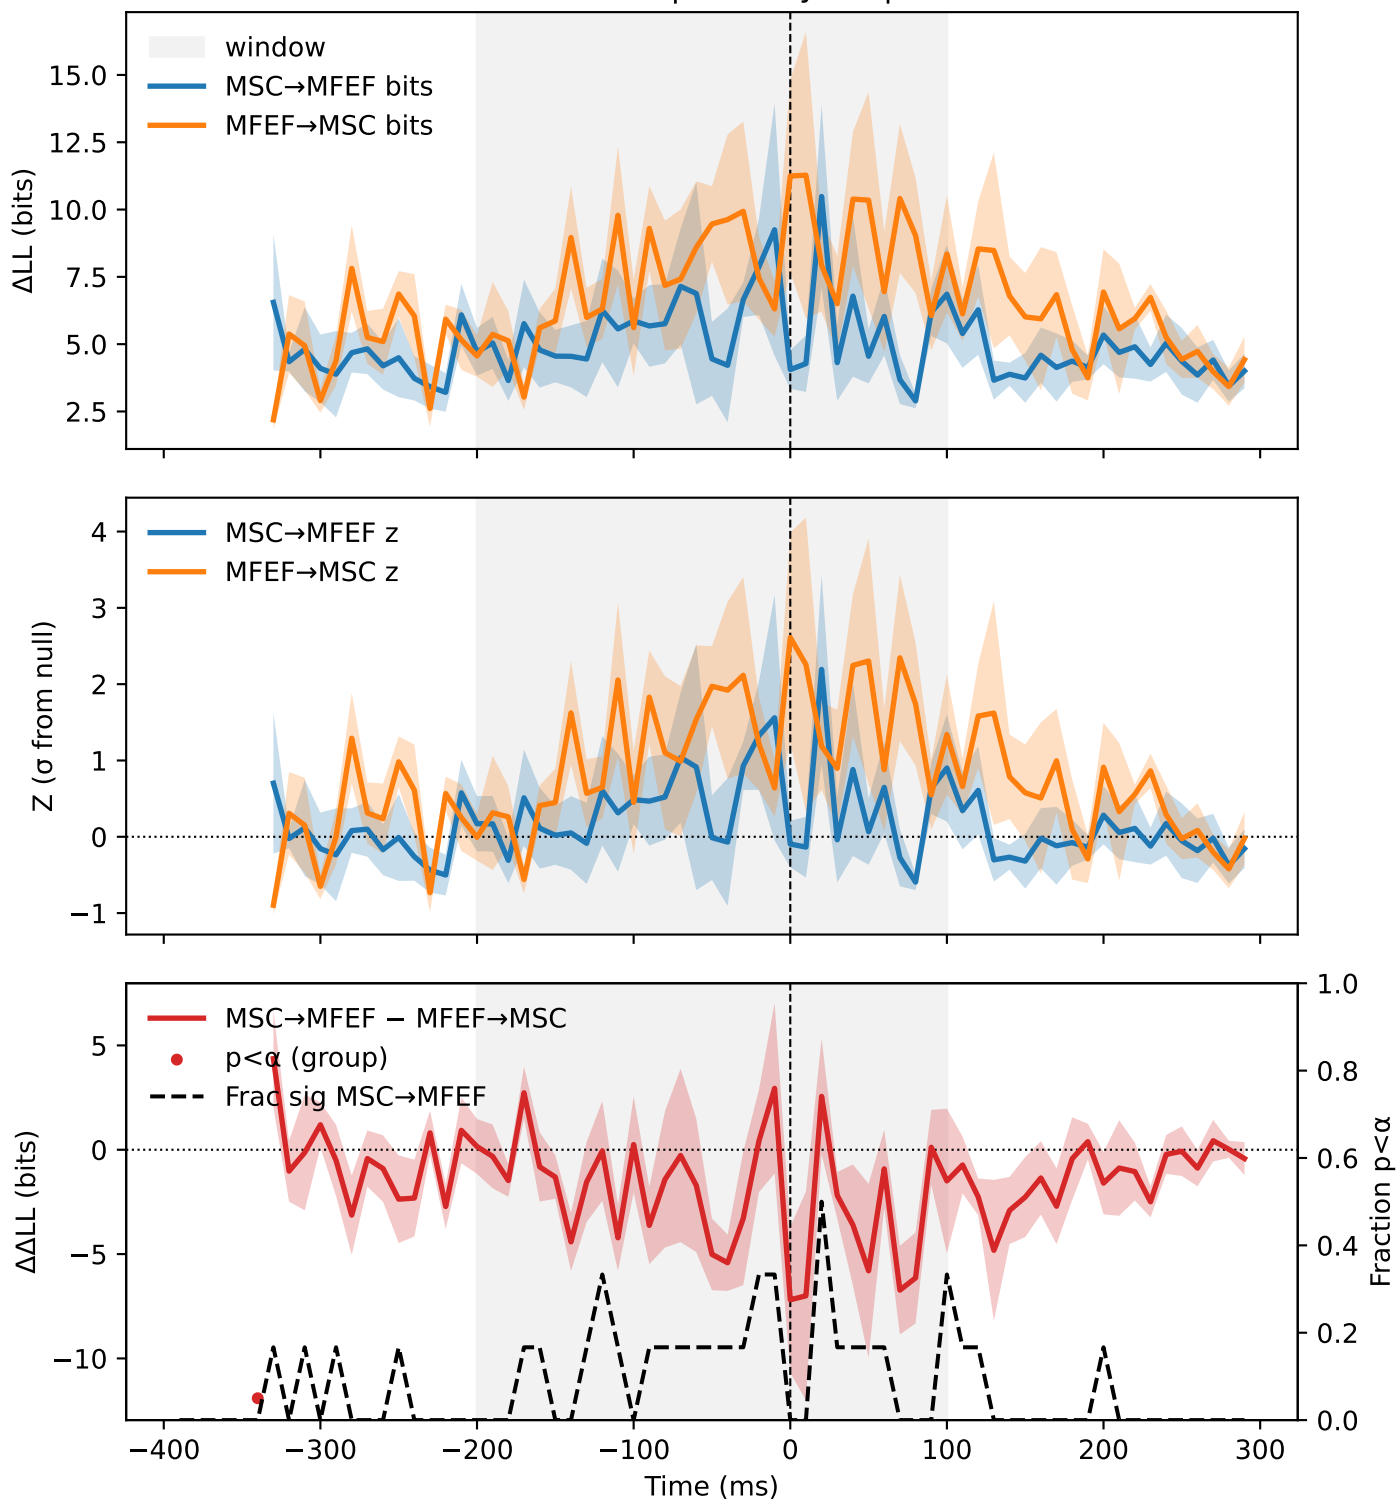 window
MSC→MFEF bits
MFEF→MSC bits
ΔLL (bits)
15.0
12.5
10.0
7.5
5.0
2.5
MSC→MFEF z
MFEF→MSC z
Z (σ from null)
4
3
2
1
0
−1
MSC→MFEF − MFEF→MSC
p<α (group)
Frac sig MSC→MFEF
ΔΔLL (bits)
5
0
−5
−10
1.0
0.8
0.6
0.4
0.2
0.0
Fraction p<α
−400 −300 −200 −100 0 100 200 300
Time (ms)